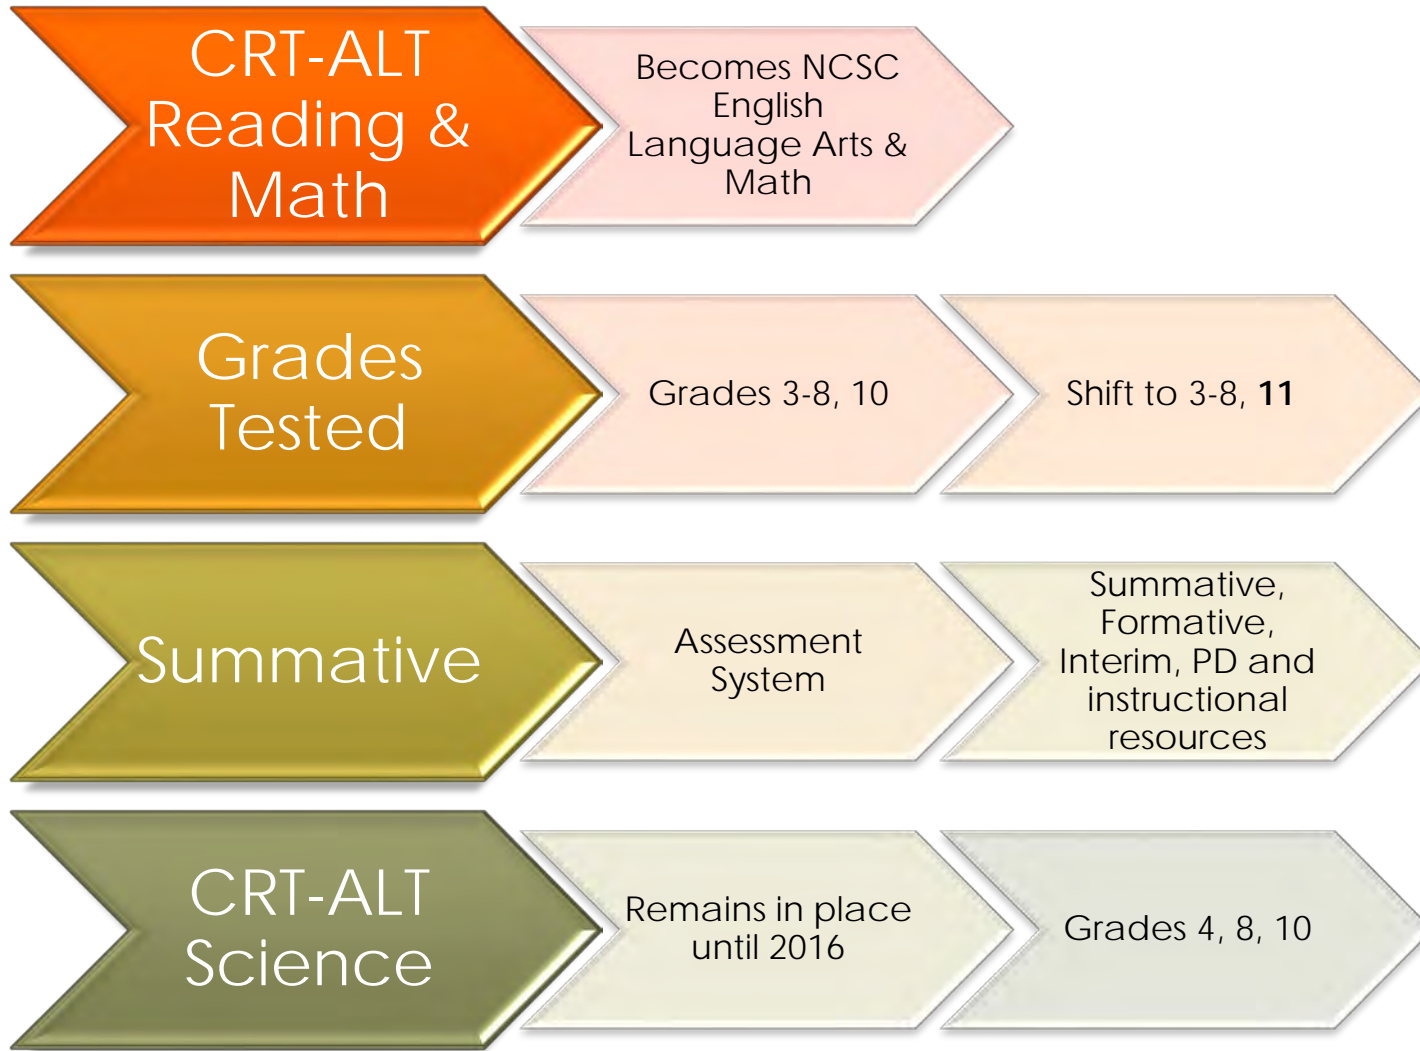 CRT-ALT
Reading &
Math
Becomes NCSC
English
Language Arts &
Math
Grades
Tested
Grades 3-8, 10
Shift to 3-8, 11
Summative
Assessment
System
Summative,
Formative,
Interim, PD and
instructional
resources
CRT-ALT
Science
Remains in place
until 2016
Grades 4, 8, 10